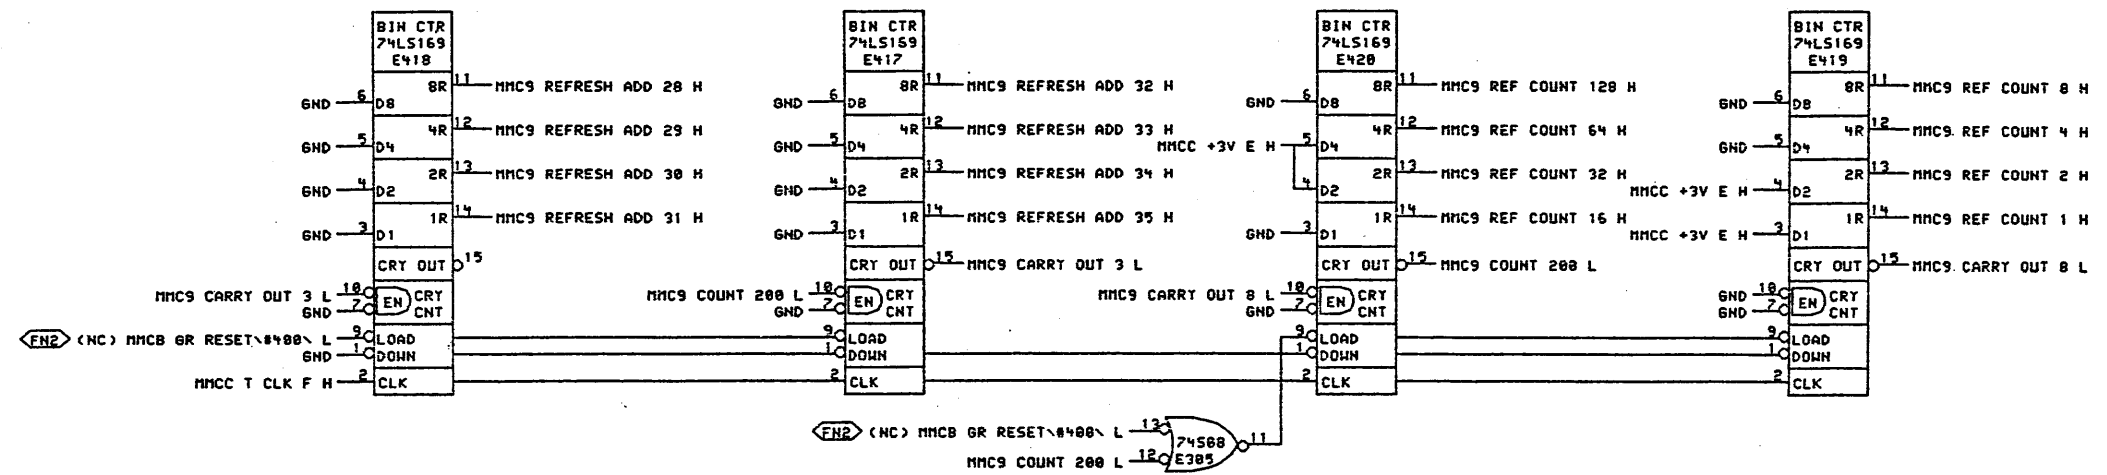 BIN CTR
74LS169
E418
8R
11
MMC9 REFRESH ADD 28 H
GND
6
D8
4R
12
MMC9 REFRESH ADD 29 H
GND
5
D4
2R
13
MMC9 REFRESH ADD 30 H
GND
4
D2
1R
14
MMC9 REFRESH ADD 31 H
GND
3
D1
CRY OUT
15
MMC9 CARRY OUT 3 L
10
GND
7
EN
CRY
CNT
FN2
(NC) MMCB GR RESET\#400\ L
9
LOAD
GND
1
DOWN
MMCC T CLK F H
2
CLK
BIN CTR
74LS169
E417
8R
11
MMC9 REFRESH ADD 32 H
GND
6
D8
4R
12
MMC9 REFRESH ADD 33 H
GND
5
D4
2R
13
MMC9 REFRESH ADD 34 H
GND
4
D2
1R
14
MMC9 REFRESH ADD 35 H
GND
3
D1
CRY OUT
15
MMC9 CARRY OUT 3 L
MMC9 COUNT 200 L
10
GND
7
EN
CRY
CNT
9
LOAD
1
DOWN
2
CLK
BIN CTR
74LS169
E420
8R
11
MMC9 REF COUNT 128 H
GND
6
D8
4R
12
MMC9 REF COUNT 64 H
MMCC +3V E H
5
D4
2R
13
MMC9 REF COUNT 32 H
4
D2
1R
14
MMC9 REF COUNT 16 H
GND
3
D1
CRY OUT
15
MMC9 COUNT 200 L
MMC9 CARRY OUT 8 L
10
GND
7
EN
CRY
CNT
9
LOAD
1
DOWN
2
CLK
BIN CTR
74LS169
E419
8R
11
MMC9 REF COUNT 8 H
GND
6
D8
4R
12
MMC9 REF COUNT 4 H
GND
5
D4
2R
13
MMC9 REF COUNT 2 H
MMCC +3V E H
4
D2
1R
14
MMC9 REF COUNT 1 H
MMCC +3V E H
3
D1
CRY OUT
15
MMC9 CARRY OUT 8 L
GND
10
GND
7
EN
CRY
CNT
9
LOAD
1
DOWN
2
CLK
FN2
(NC) MMCB GR RESET\#400\ L
13
MMC9 COUNT 200 L
12
74S08
E305
11